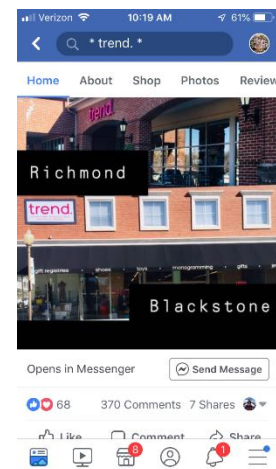 Verizon 10:19 AM 61%
* trend. *
Home About Shop Photos Review
trend.
Richmond
trend.
gift registries • shoes • toys • monogramming • gifts
Blackstone
Opens in Messenger Send Message
68 370 Comments 7 Shares
Like Comment Share
8 1